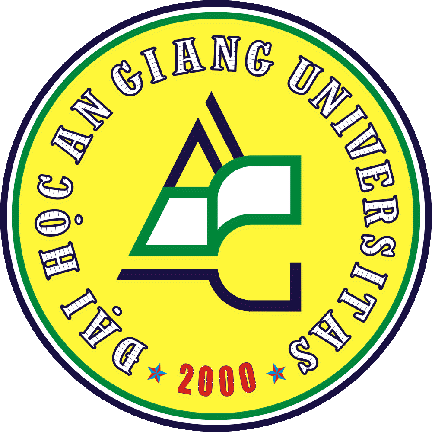 ĐẠI HỌC AN GIANG UNIVERSITAS
2000